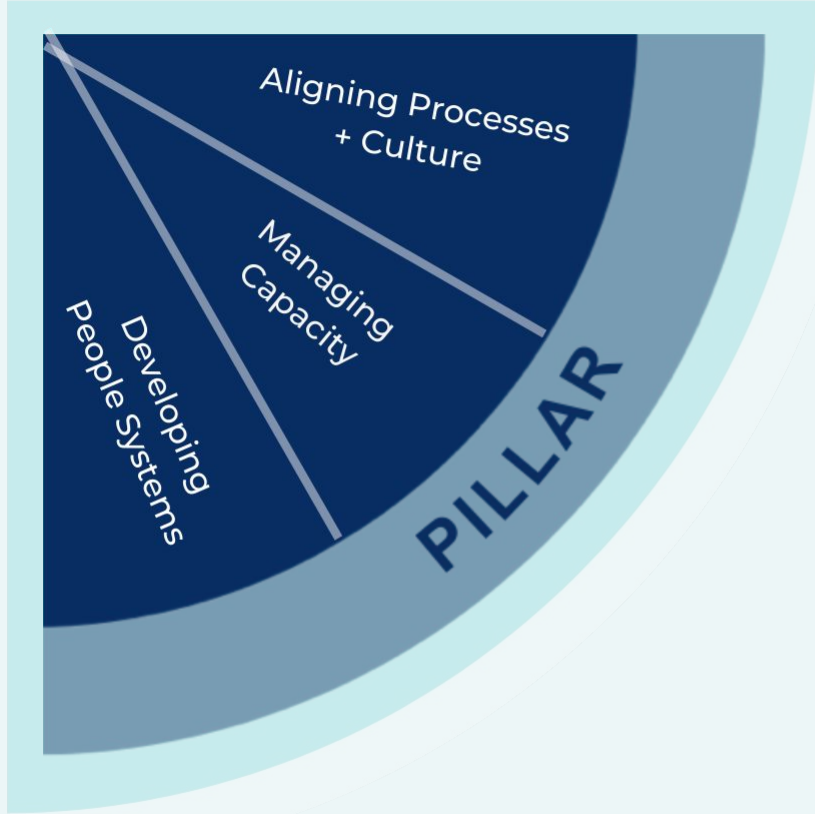 Aligning Processes
+ Culture
Managing
Capacity
Developing
People Systems
PILLAR